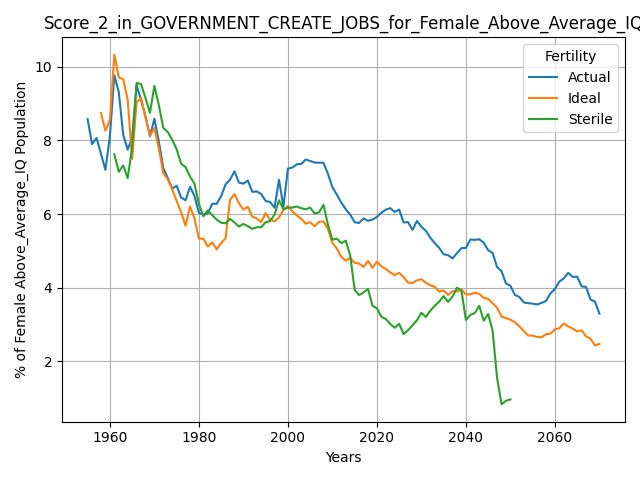 Score_2_in_GOVERNMENT_CREATE_JOBS_for_Female_Above_Average_IQ
Fertility
Actual
Ideal
Sterile
% of Female Above_Average_IQ Population
10
8
6
4
2
1960 1980 2000 2020 2040 2060
Years